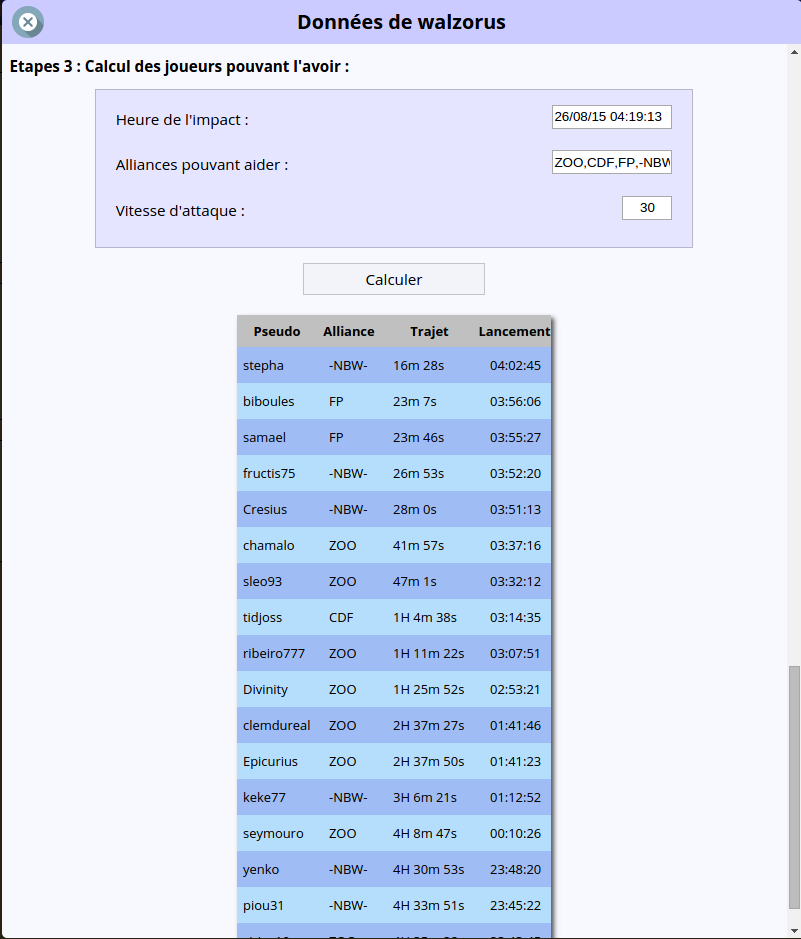 Données de walzorus
Etapes 3 : Calcul des joueurs pouvant l'avoir :
Heure de l'impact : 26/08/15 04:19:13
Alliances pouvant aider : ZOO,CDF,FP,-NBW
Vitesse d'attaque : 30
Calculer
Pseudo Alliance Trajet Lancement
stepha -NBW- 16m 28s 04:02:45
biboules FP 23m 7s 03:56:06
samael FP 23m 46s 03:55:27
fructis75 -NBW- 26m 53s 03:52:20
Cresius -NBW- 28m 0s 03:51:13
chamalo ZOO 41m 57s 03:37:16
sleo93 ZOO 47m 1s 03:32:12
tidjoss CDF 1H 4m 38s 03:14:35
ribeiro777 ZOO 1H 11m 22s 03:07:51
Divinity ZOO 1H 25m 52s 02:53:21
clemdureal ZOO 2H 37m 27s 01:41:46
Epicurius ZOO 2H 37m 50s 01:41:23
keke77 -NBW- 3H 6m 21s 01:12:52
seymouro ZOO 4H 8m 47s 00:10:26
yenko -NBW- 4H 30m 53s 23:48:20
piou31 -NBW- 4H 33m 51s 23:45:22